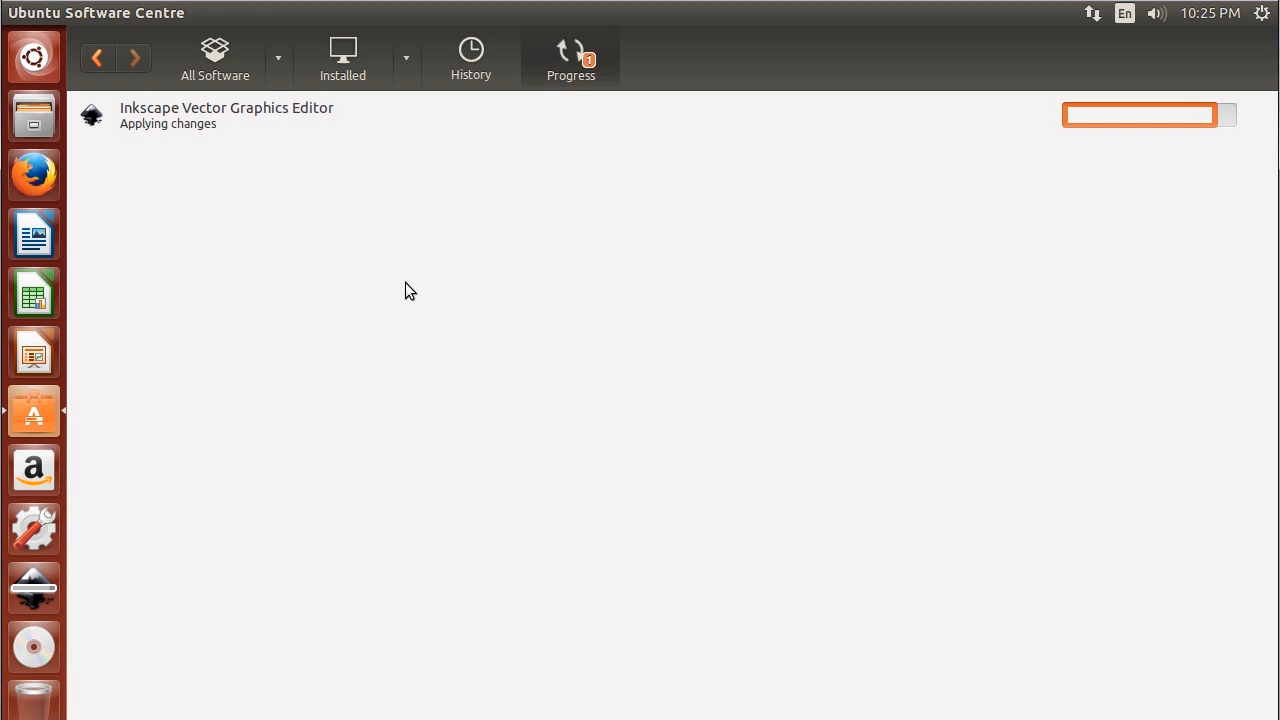 Ubuntu Software Centre
En
10:25 PM
All Software
Installed
History
Progress
1
Inkscape Vector Graphics Editor
Applying changes